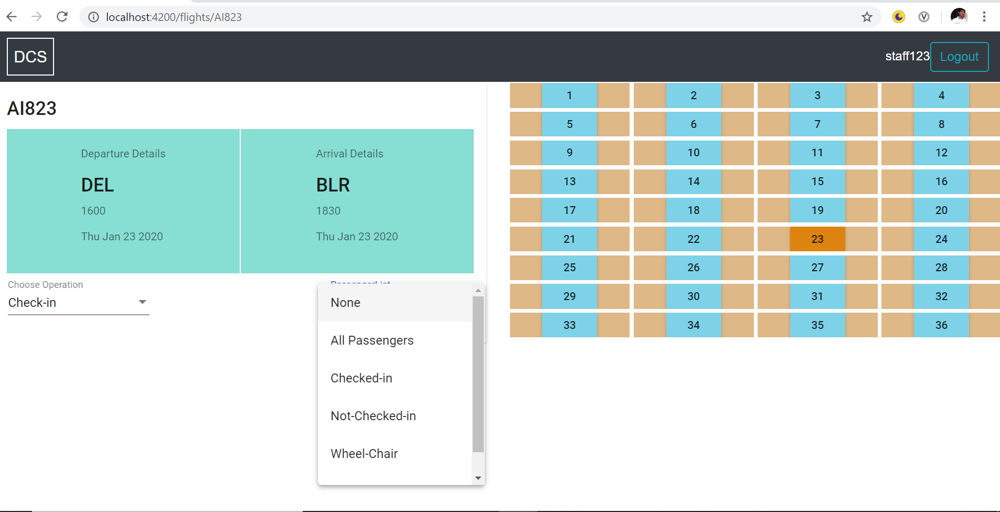 localhost:4200/flights/AI823
DCS
staff123 Logout
AI823
Departure Details
DEL
1600
Thu Jan 23 2020
Arrival Details
BLR
1830
Thu Jan 23 2020
Choose Operation
Check-in
PassengerList
None
All Passengers
Checked-in
Not-Checked-in
Wheel-Chair
1 2 3 4
5 6 7 8
9 10 11 12
13 14 15 16
17 18 19 20
21 22 23 24
25 26 27 28
29 30 31 32
33 34 35 36